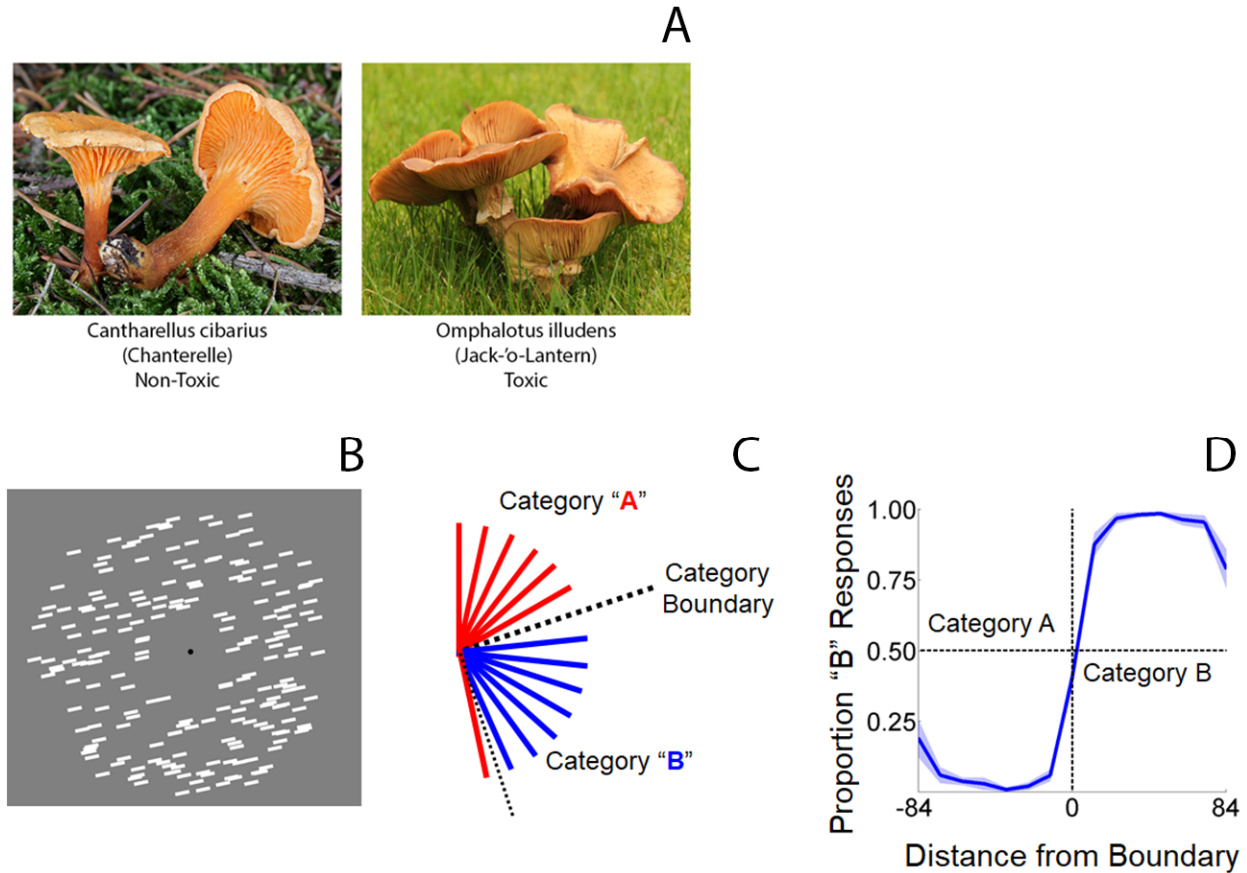 A
Cantharellus cibarius
(Chanterelle)
Non-Toxic
Omphalotus illudens
(Jack-'o-Lantern)
Toxic
B
C
Category “A”
Category
Boundary
Category “B”
D
Proportion “B” Responses
1.00
0.75
0.50
0.25
Category A
Category B
-84
0
84
Distance from Boundary